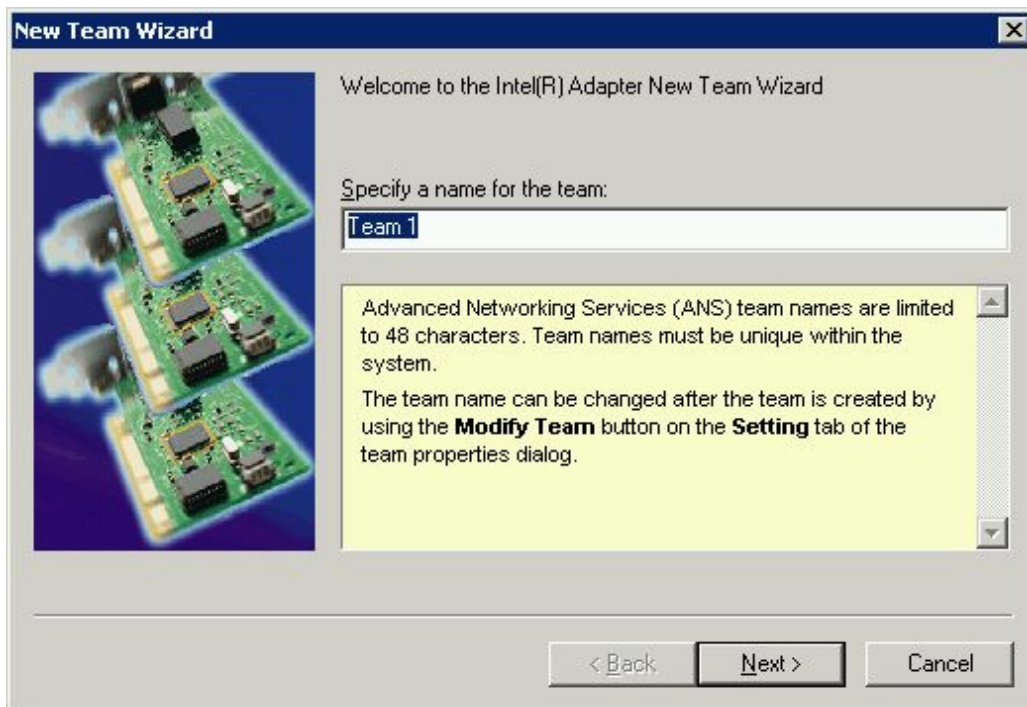 New Team Wizard
Welcome to the Intel(R) Adapter New Team Wizard
Specify a name for the team:
Team 1
Advanced Networking Services (ANS) team names are limited
to 48 characters. Team names must be unique within the
system.
The team name can be changed after the team is created by
using the Modify Team button on the Setting tab of the
team properties dialog.
< Back
Next >
Cancel